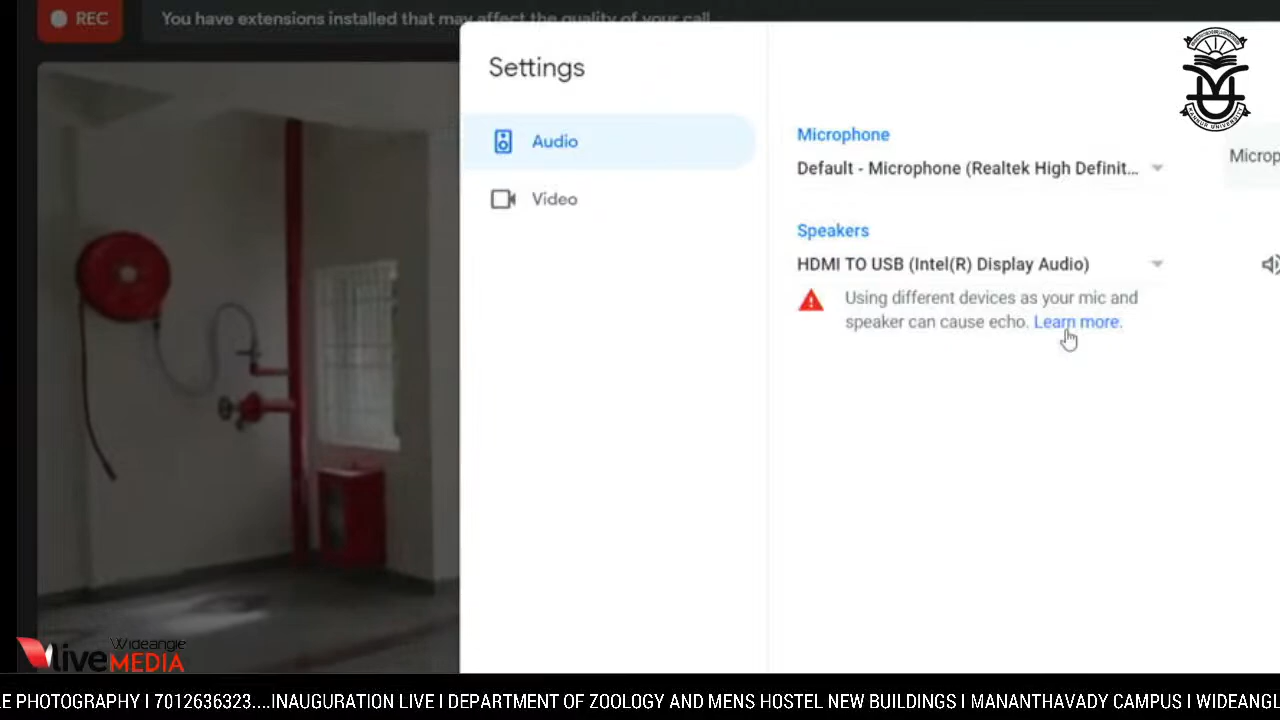 REC
You have extensions installed that may affect the quality of your call
Settings
Audio
Video
Microphone
Default - Microphone (Realtek High Definit...
Microp
Speakers
HDMI TO USB (Intel(R) Display Audio)
Using different devices as your mic and
speaker can cause echo. Learn more.
Wideangle
live MEDIA
E PHOTOGRAPHY I 7012636323....INAUGURATION LIVE I DEPARTMENT OF ZOOLOGY AND MENS HOSTEL NEW BUILDINGS I MANANTHAVADY CAMPUS I WIDEANGL